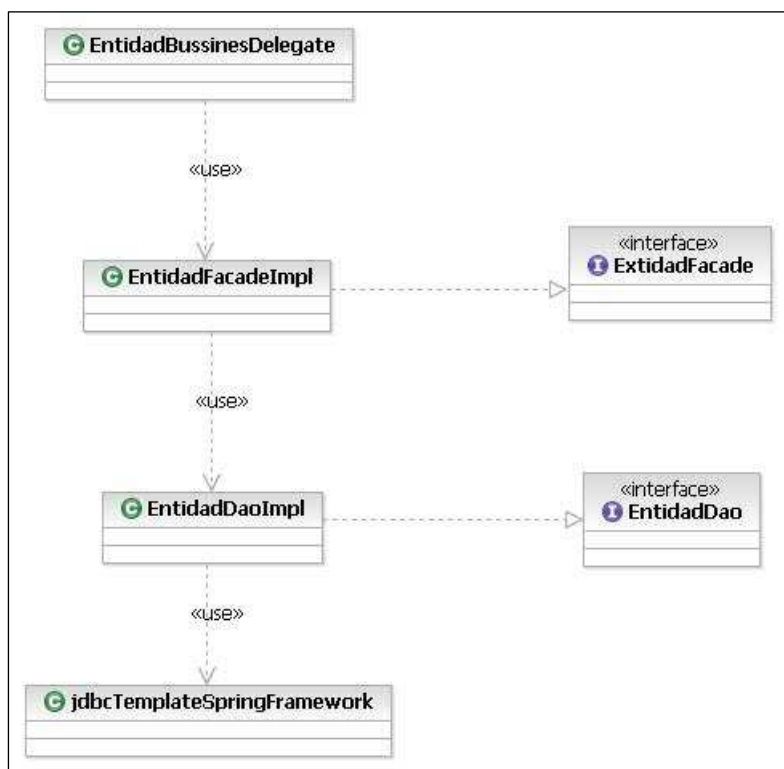 EntidadBussinesDelegate
«use»
«interface»
EntidadFacadeImpl
ExtidadFacade
«use»
«interface»
EntidadDaoImpl
EntidadDao
«use»
jdbcTemplateSpringFramework